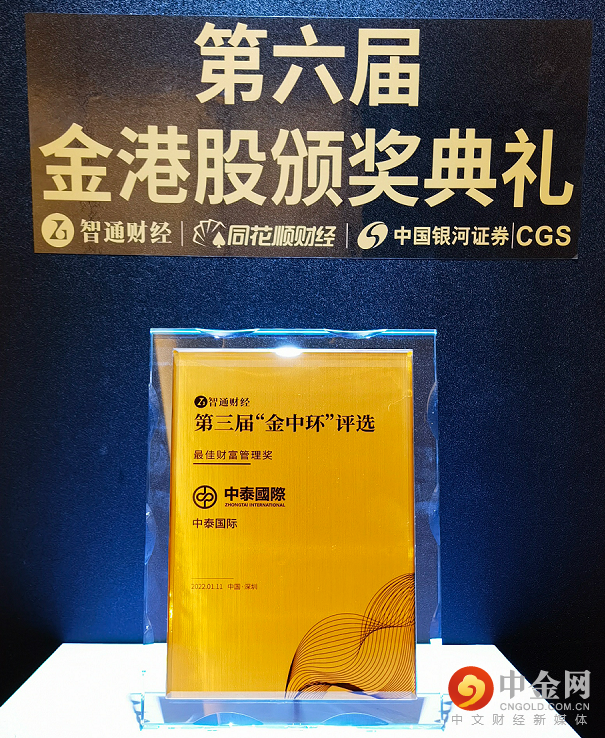 第六届
金港股颁奖典礼
智通财经 同花顺财经 中国银河证券 CGS
智通财经
第三届“金中环”评选
最佳财富管理奖
中泰國際
ZHONGTAI INTERNATIONAL
中泰国际
2022.01.11 中国·深圳
中金网
CNGOLD.COM.CN
中文财经新媒体